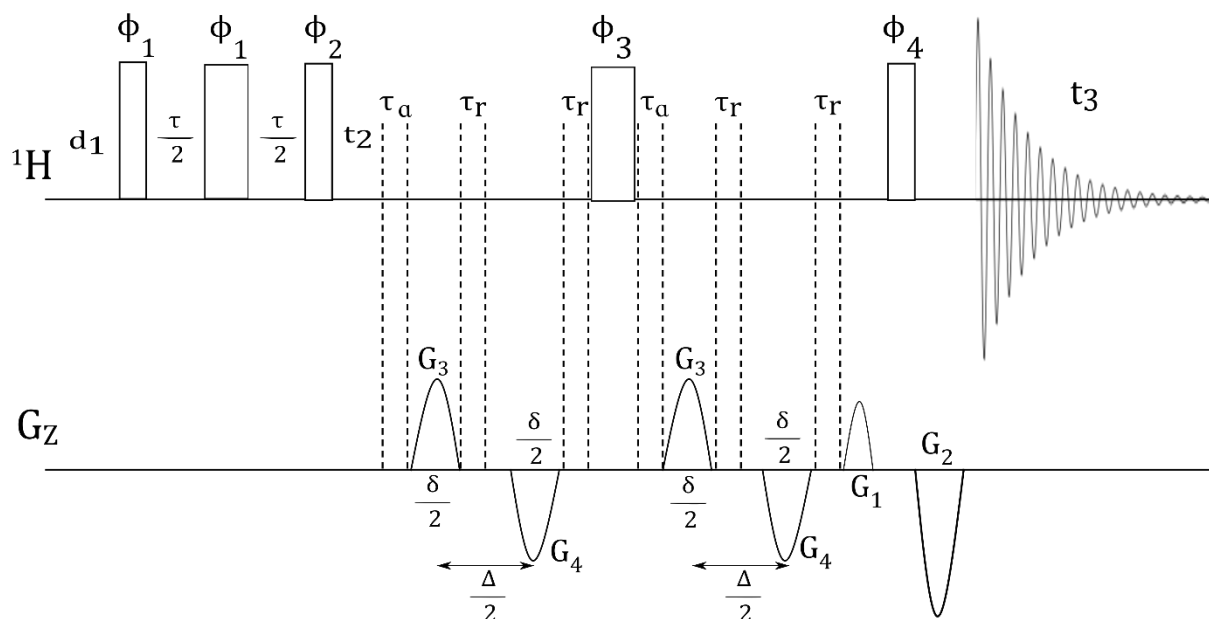 ϕ1 ϕ1 ϕ2 ϕ3 ϕ4
τa τr τr τa τr τr t3
d1 τ/2 τ/2 t2
1H
G3 G3
GZ δ/2 δ/2 G2
δ/2 δ/2 G1
G4 G4
Δ/2 Δ/2